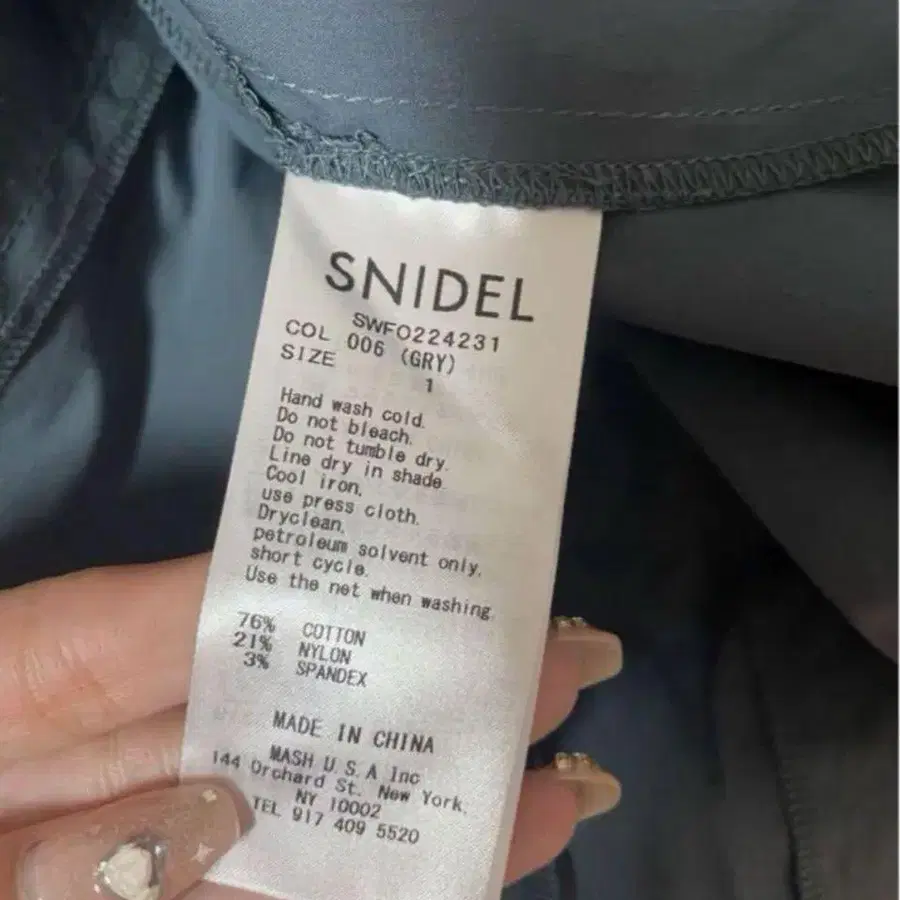 SNIDEL
SWFO224231
COL 006 (GRY)
SIZE 1
Hand wash cold.
Do not bleach.
Do not tumble dry.
Line dry in shade.
Cool iron,
use press cloth.
Dryclean,
petroleum solvent only,
short cycle.
Use the net when washing.
76% COTTON
21% NYLON
3% SPANDEX
MADE IN CHINA
MASH U.S.A Inc
144 Orchard St. New York,
NY 10002
TEL 917 409 5520